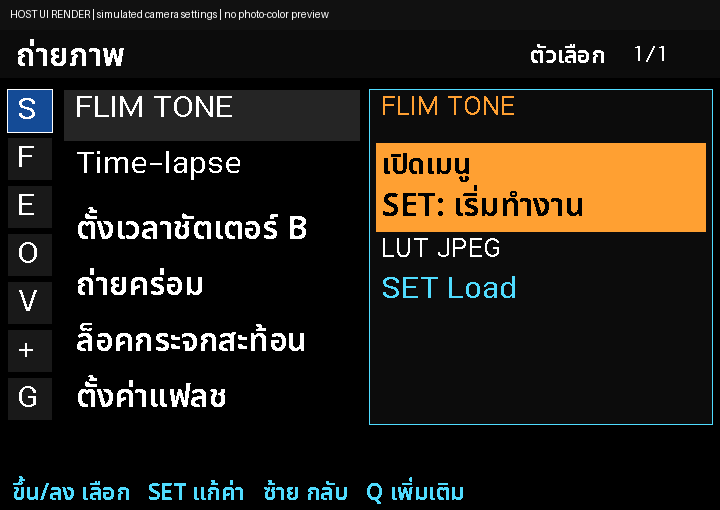 HOST UI RENDER | simulated camera settings | no photo-color preview
ถ่ายภาพ ตัวเลือก 1/1
S
F
E
O
V
+
G
FLIM TONE
Time-lapse
ตั้งเวลาชัตเตอร์ B
ถ่ายคร่อม
ล็อคกระจกสะท้อน
ตั้งค่าแฟลช
FLIM TONE
เปิดเมนู
SET: เริ่มทำงาน
LUT JPEG
SET Load
ขึ้น/ลง เลือก SET แก้ค่า ซ้าย กลับ Q เพิ่มเติม